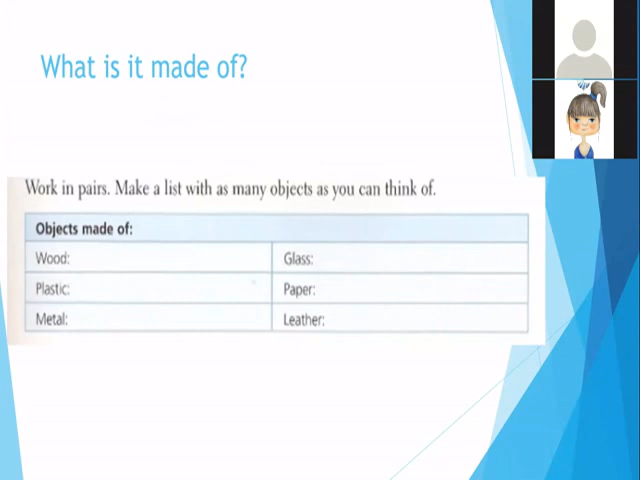 What is it made of?
Work in pairs. Make a list with as many objects as you can think of.
Objects made of:
Wood: Glass:
Plastic: Paper:
Metal: Leather: